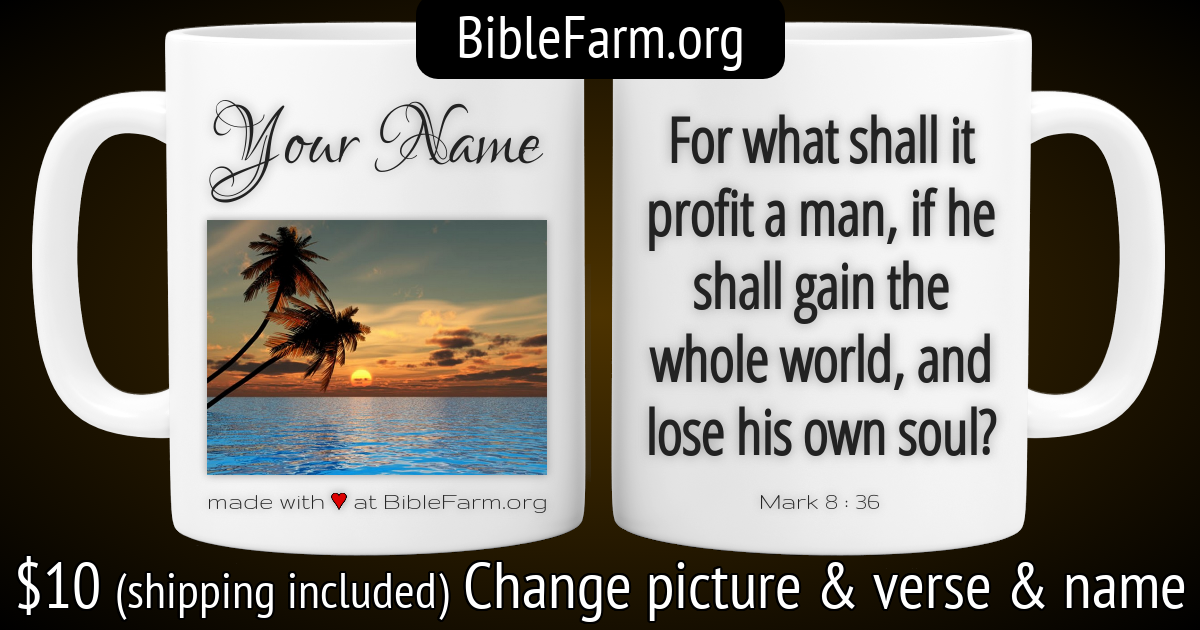 BibleFarm.org
Your Name
made with ♥ at BibleFarm.org
For what shall it
profit a man, if he
shall gain the
whole world, and
lose his own soul?
Mark 8 : 36
$10 (shipping included) Change picture & verse & name